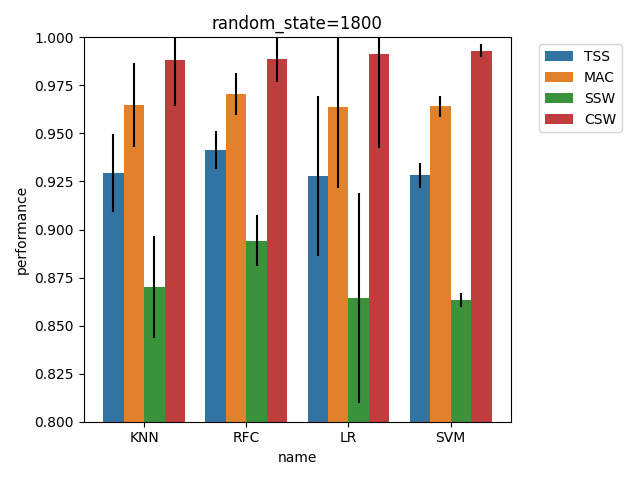 random_state=1800
performance
1.000
0.975
0.950
0.925
0.900
0.875
0.850
0.825
0.800
KNN
RFC
LR
SVM
name
TSS
MAC
SSW
CSW